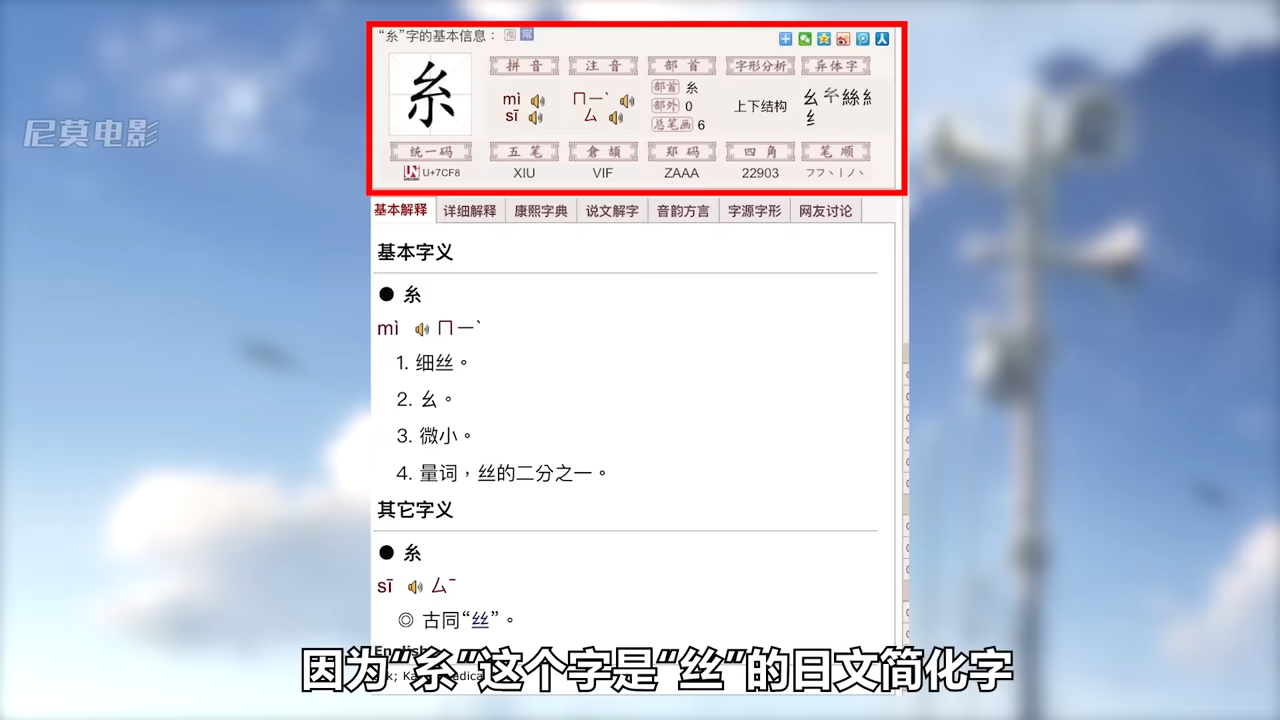 “糸”字的基本信息：
尼莫电影
糸
拼音 注音 部首 字形分析 异体字
mì ㄇㄧˋ 部首 糸 上下结构 幺 糹 絲 糸
sī ㄙ 部外 0 纟
总笔画 6
统一码 五笔 倉頡 郑码 四角 笔顺
U+7CF8 XIU VIF ZAAA 22903 フフ丶丨ノ丶
基本解释 详细解释 康熙字典 说文解字 音韵方言 字源字形 网友讨论
基本字义
● 糸
mì ㄇㄧˋ
1. 细丝。
2. 幺。
3. 微小。
4. 量词，丝的二分之一。
其它字义
● 糸
sī ㄙˉ
◎ 古同“丝”。
因为“糸”这个字是“丝”的日文简化字